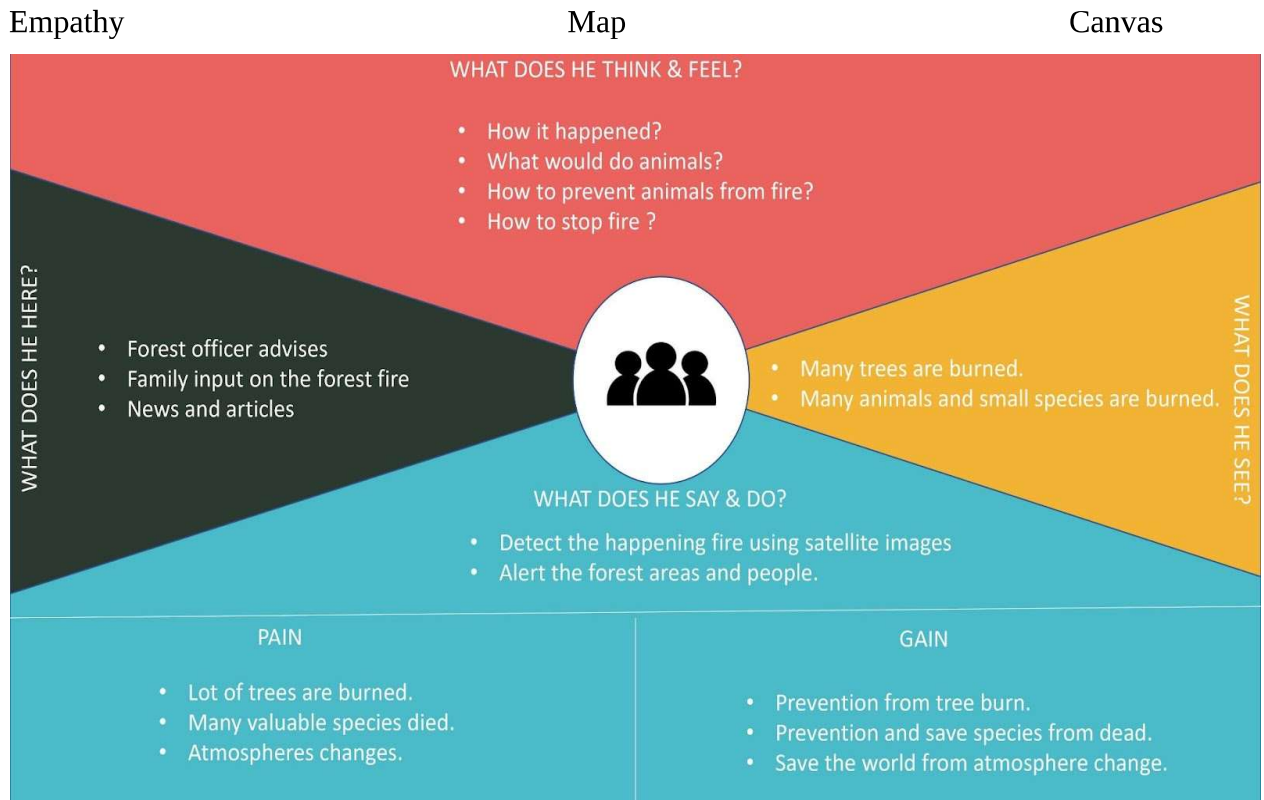 Empathy Map Canvas
WHAT DOES HE THINK & FEEL?
• How it happened?
• What would do animals?
• How to prevent animals from fire?
• How to stop fire ?
WHAT DOES HE HERE?
• Forest officer advises
• Family input on the forest fire
• News and articles
• Many trees are burned.
• Many animals and small species are burned.
WHAT DOES HE SEE?
WHAT DOES HE SAY & DO?
• Detect the happening fire using satellite images
• Alert the forest areas and people.
PAIN
• Lot of trees are burned.
• Many valuable species died.
• Atmospheres changes.
GAIN
• Prevention from tree burn.
• Prevention and save species from dead.
• Save the world from atmosphere change.